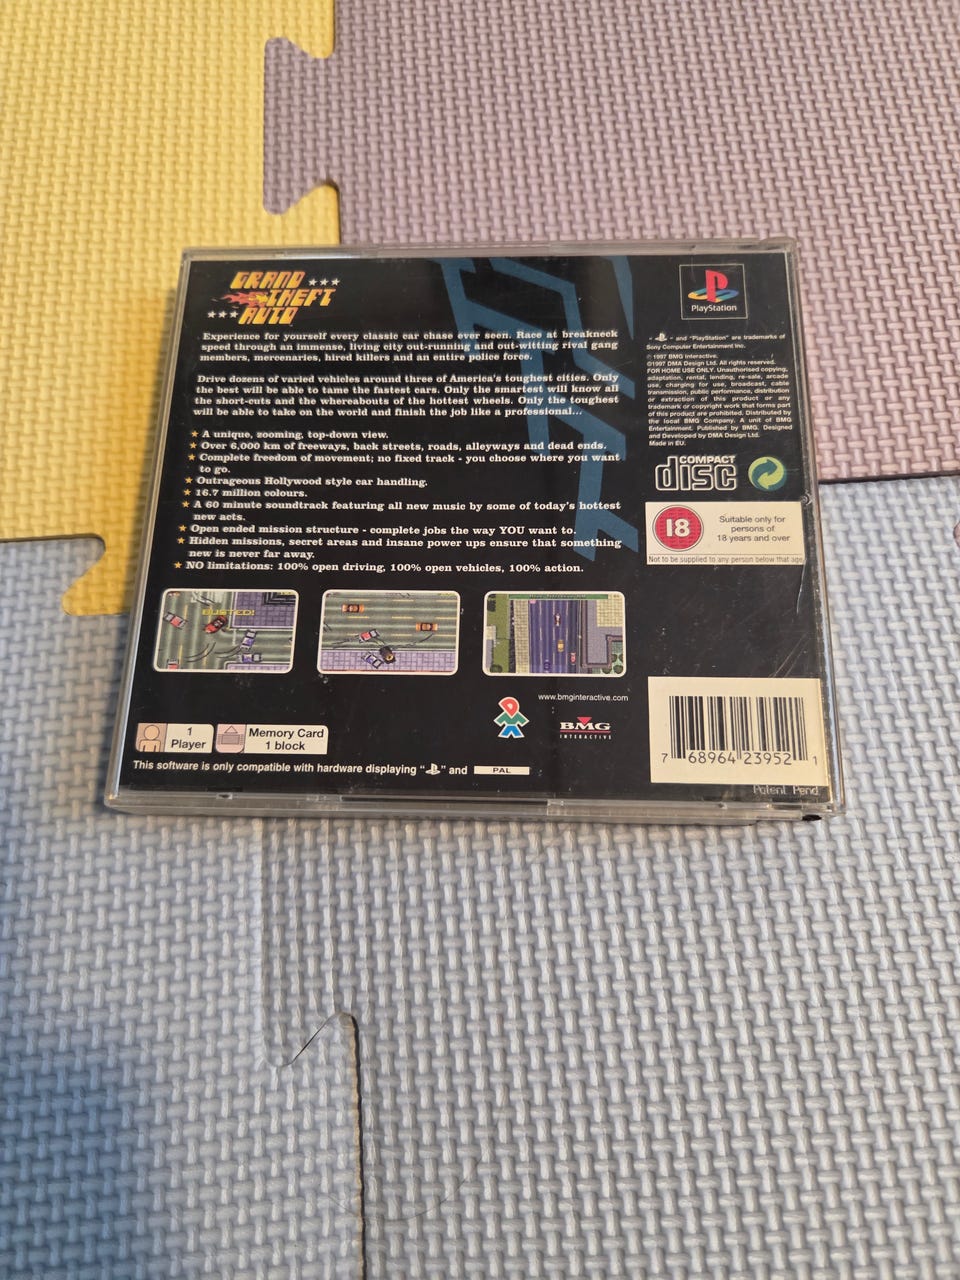 GRAND
THEFT
AUTO
Experience for yourself every classic car chase ever seen. Race at breakneck
speed through an immense, living city out-running and out-witting rival gang
members, mercenaries, hired killers and an entire police force.
Drive dozens of varied vehicles around three of America's toughest cities. Only
the best will be able to tame the fastest cars. Only the smartest will know all
the short-cuts and the whereabouts of the hottest wheels. Only the toughest
will be able to take on the world and finish the job like a professional...
★ A unique, zooming, top-down view.
★ Over 6,000 km of freeways, back streets, roads, alleyways and dead ends.
★ Complete freedom of movement; no fixed track - you choose where you want
to go.
★ Outrageous Hollywood style car handling.
★ 16.7 million colours.
★ A 60 minute soundtrack featuring all new music by some of today's hottest
new acts.
★ Open ended mission structure - complete jobs the way YOU want to.
★ Hidden missions, secret areas and insane power ups ensure that something
new is never far away.
★ NO limitations: 100% open driving, 100% open vehicles, 100% action.
BUSTED!
1
Player
Memory Card
1 block
www.bmginteractive.com
DMA
BMG
INTERACTIVE
This software is only compatible with hardware displaying " " and PAL
PlayStation
" " and "PlayStation" are trademarks of
Sony Computer Entertainment Inc.
℗ 1997 BMG Interactive.
©1997 DMA Design Ltd. All rights reserved.
FOR HOME USE ONLY. Unauthorised copying,
adaptation, rental, lending, re-sale, arcade
use, charging for use, broadcast, cable
transmission, public performance, distribution
or extraction of this product or any
trademark or copyright work that forms part
of this product are prohibited. Distributed by
the local BMG Company. A unit of BMG
Entertainment. Published by BMG. Designed
and Developed by DMA Design Ltd.
Made in EU.
COMPACT
disc
18
Suitable only for
persons of
18 years and over
Not to be supplied to any person below that age
7 68964 23952 1
Patent Pend